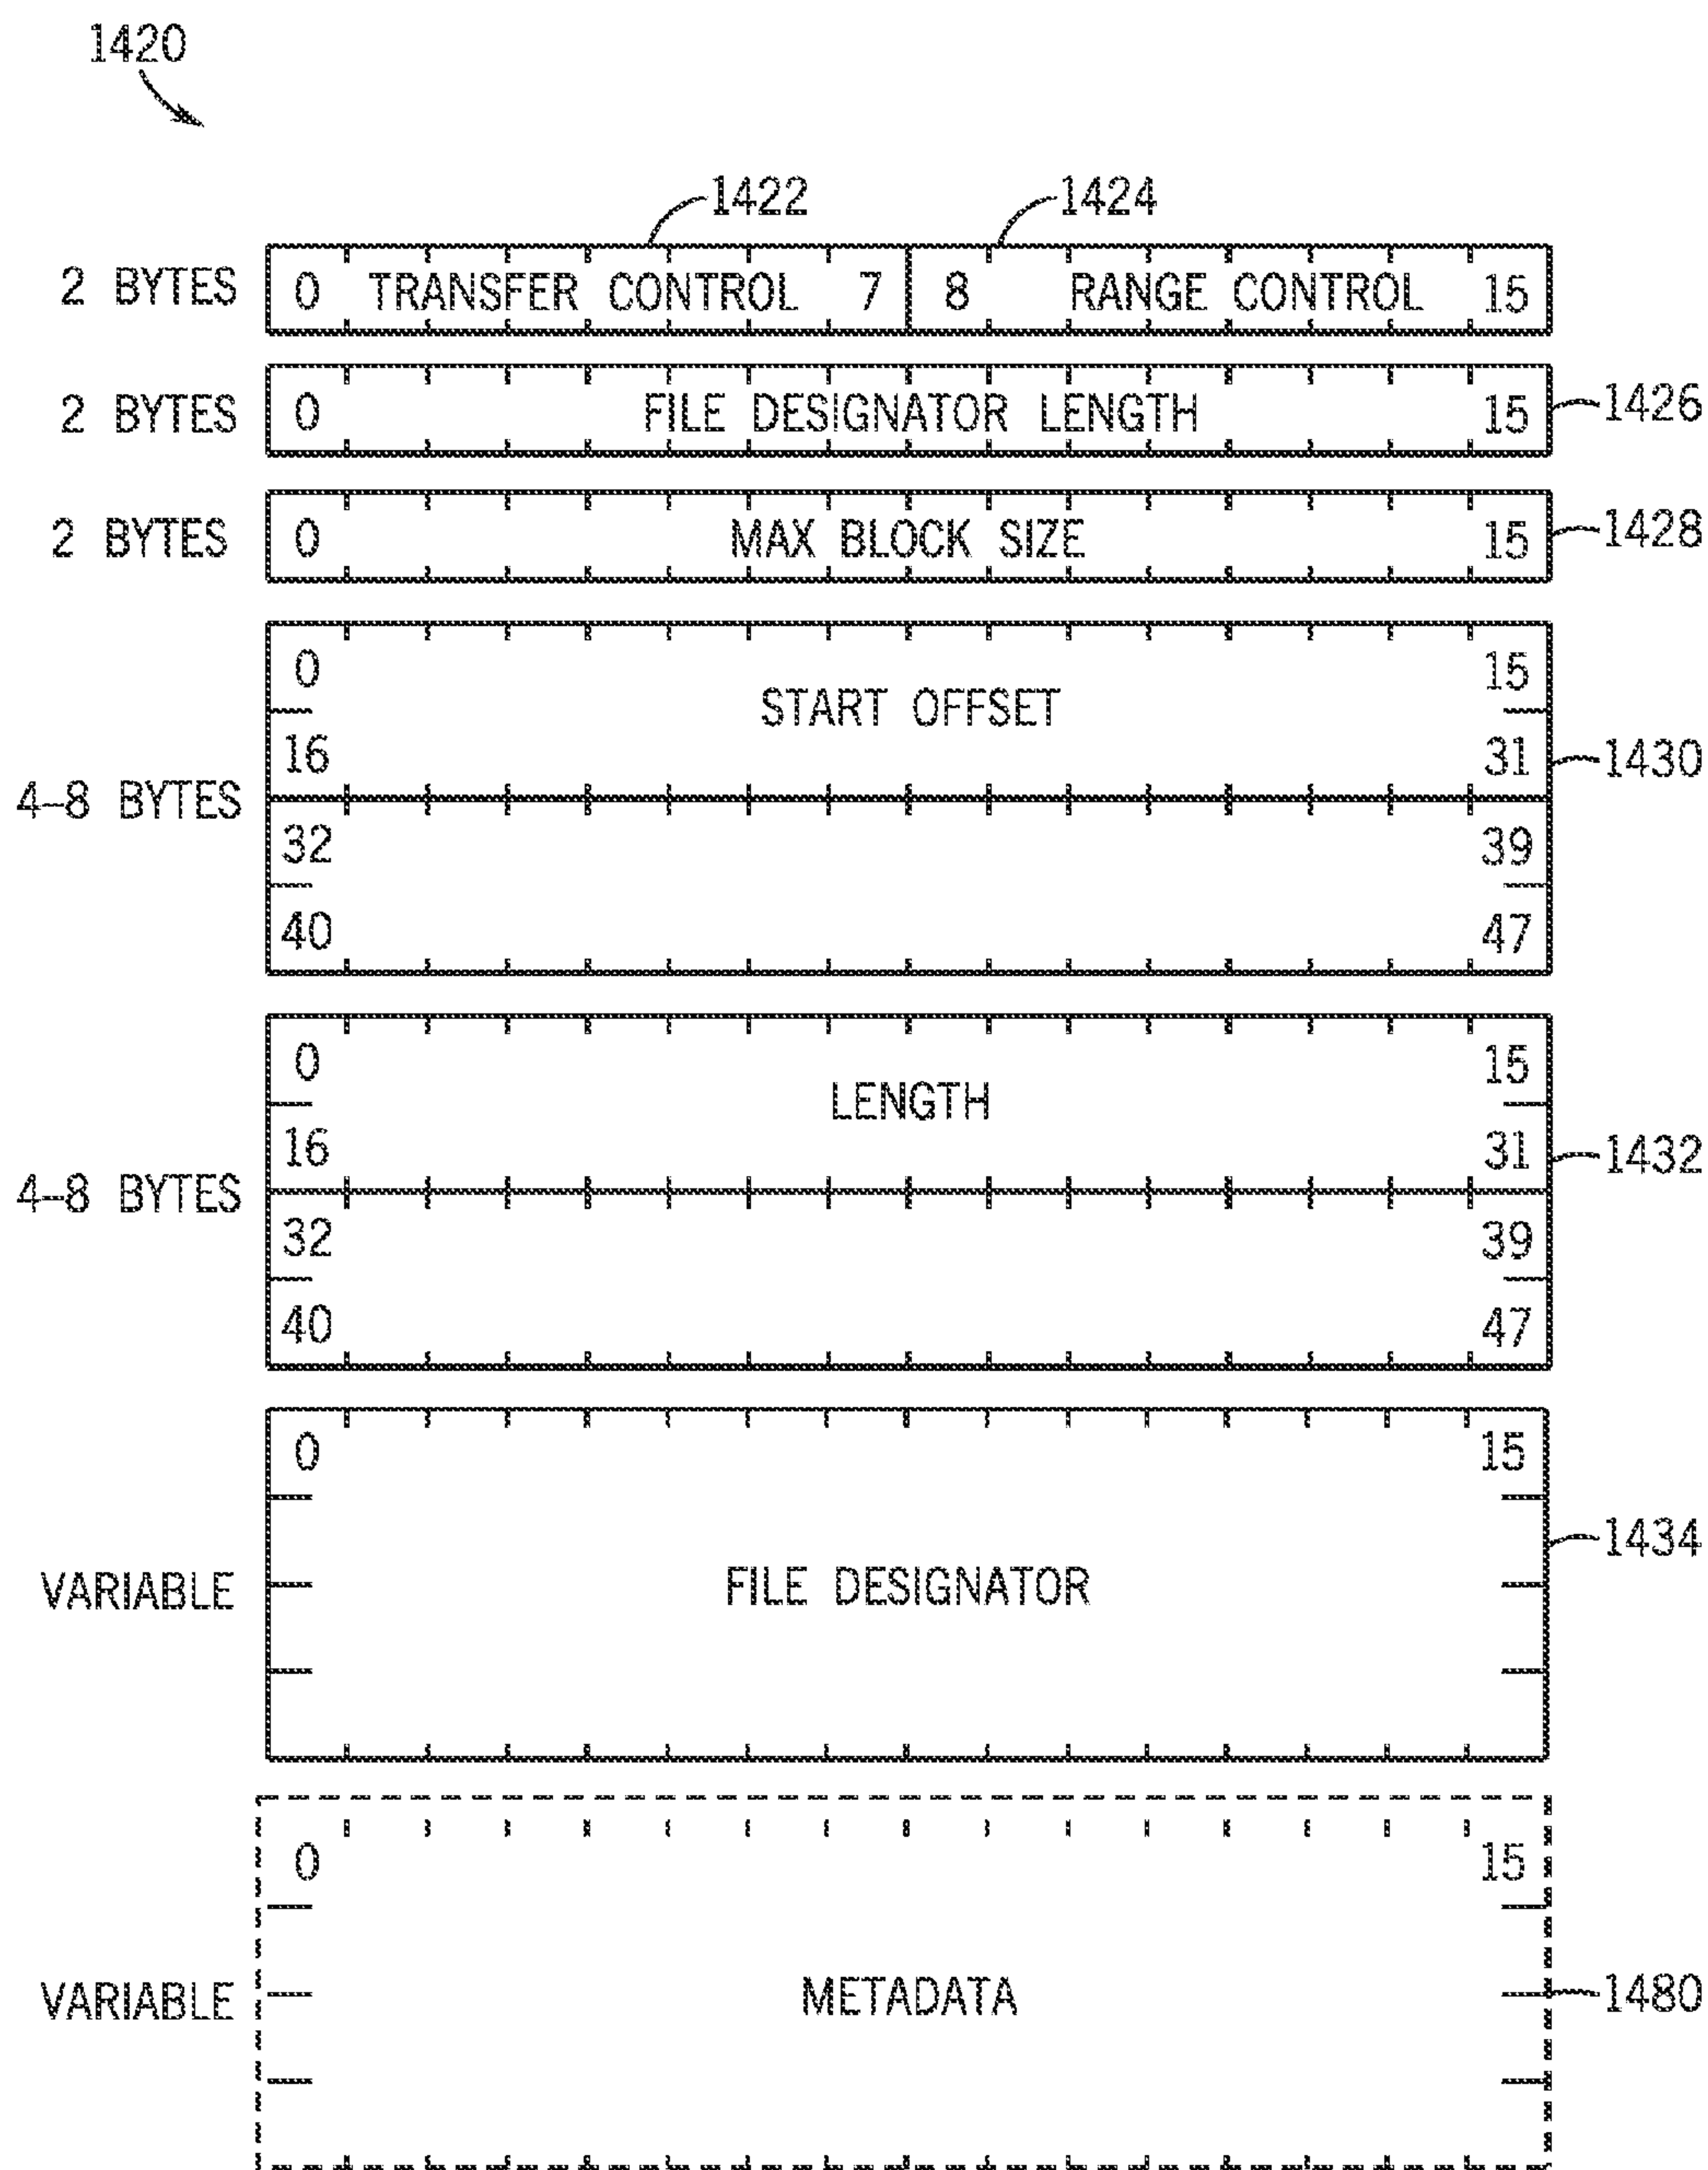 1420
1422 1424
2 BYTES 0 TRANSFER CONTROL 7 8 RANGE CONTROL 15
2 BYTES 0 FILE DESIGNATOR LENGTH 15 1426
2 BYTES 0 MAX BLOCK SIZE 15 1428
0 15
START OFFSET
16 31 1430
4-8 BYTES
32 39
40 47
0 15
LENGTH
16 31 1432
4-8 BYTES
32 39
40 47
0 15
1434
VARIABLE FILE DESIGNATOR
0 15
VARIABLE METADATA 1480